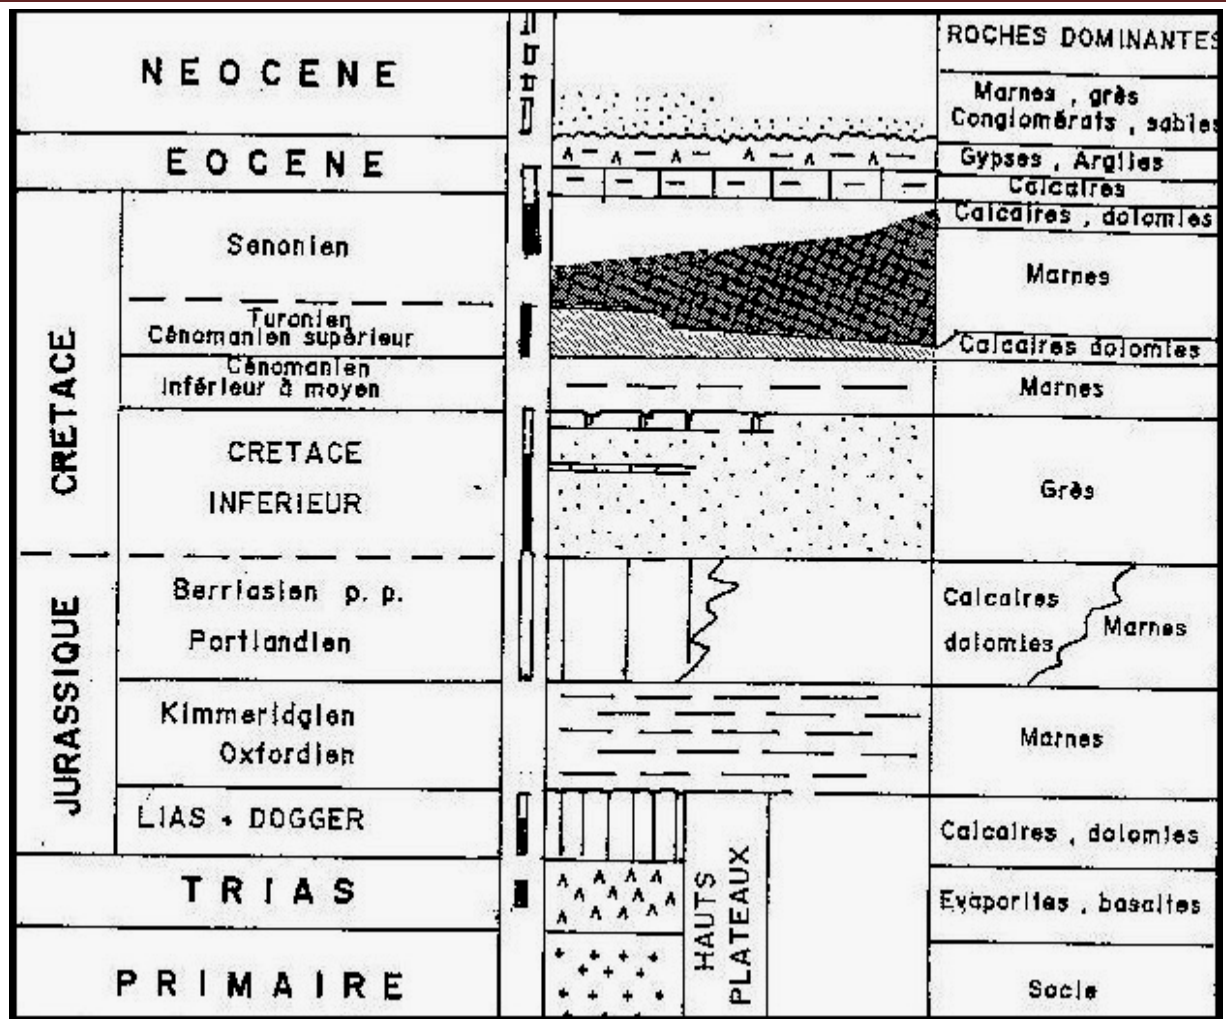 ROCHES DOMINANTES
NEOCENE
Marnes , grès
Conglomérats , sables
EOCENE
Gypses , Argiles
Calcaires
CRETACE
Senonien
Calcaires , dolomies
Marnes
Turonien
Cénomanien supérieur
Calcaires dolomies
Cénomanien
Inférieur à moyen
Marnes
CRETACE
INFERIEUR
Grès
JURASSIQUE
Berriasien p. p.
Portlandien
Calcaires
dolomies
Marnes
Kimmeridgien
Oxfordien
Marnes
LIAS + DOGGER
Calcaires , dolomies
TRIAS
Evaporites , basaltes
HAUTS
PLATEAUX
PRIMAIRE
Socle